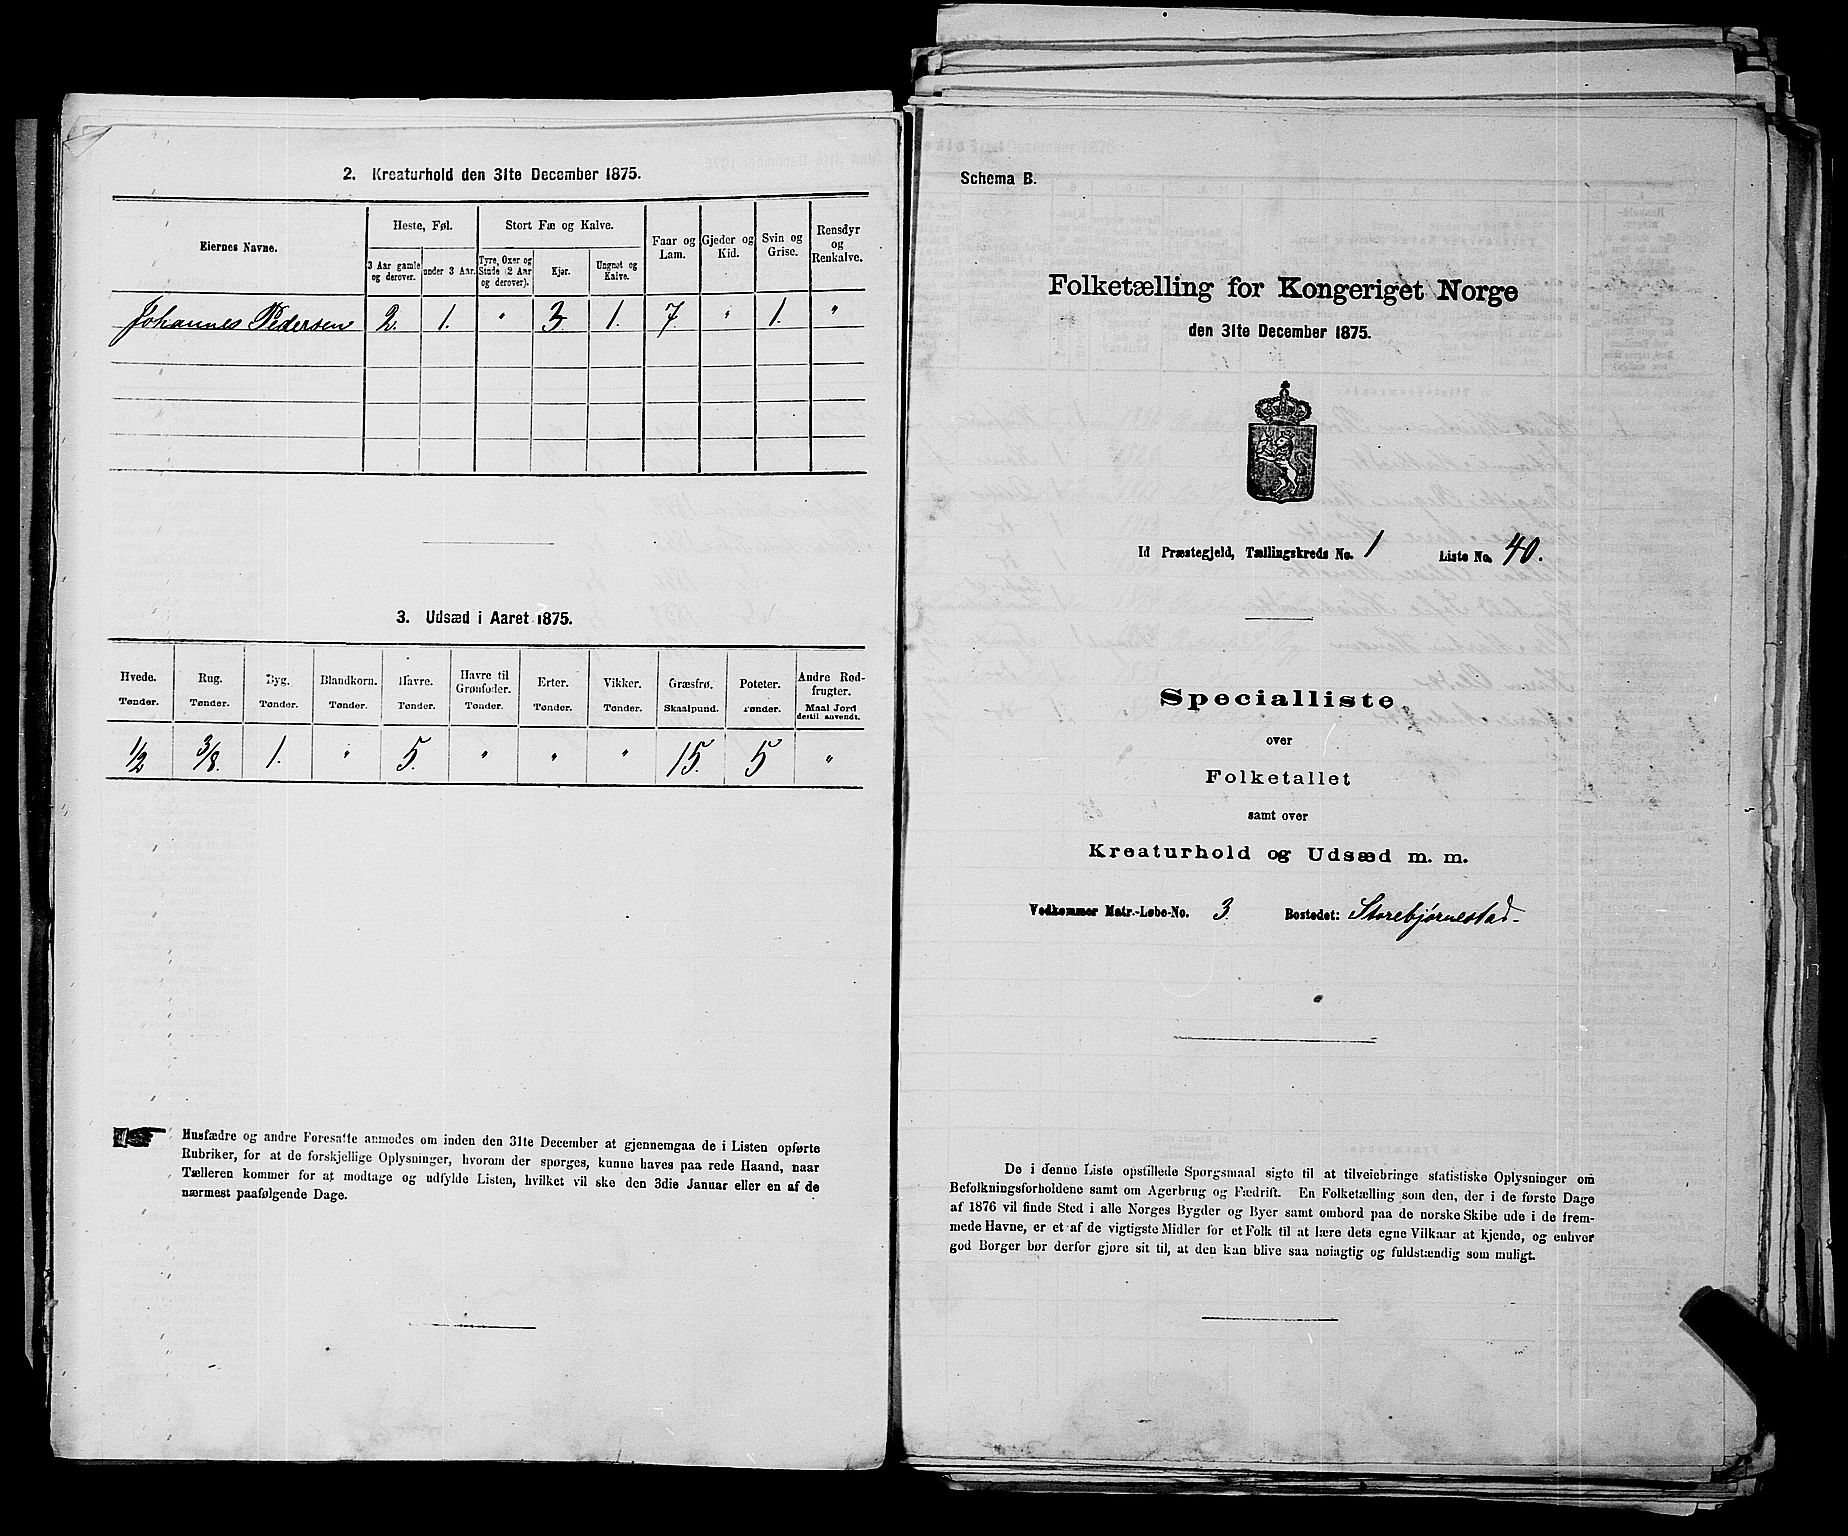 2. Kreaturhold den 31te December 1875.
Eiernes Navne.
Heste, Føl.
Stort Fæ og Kalve.
Faar og Lam.
Gjeder og Kid.
Svin og Grise.
Rensdyr og Renkalve.
3 Aar gamle og derover.
under 3 Aar.
Tyre, Oxer og Stude (2 Aar og derover).
Kjør.
Ungnøt og Kalve.
Johannes Pedersen 2. 1. " 3 1. 7. " 1. "
3. Udsæd i Aaret 1875.
Hvede. Rug. Byg. Blandkorn. Havre. Havre til Grønfoder. Erter. Vikker. Græsfrø. Poteter. Andre Rodfrugter.
Tønder. Tønder. Tønder. Tønder. Tønder. Tønder. Tønder. Tønder. Skaalpund. Tønder. Maal Jord dertil anvendt.
1/2 3/8. 1. " 5. " " " 15. 5 "
Husfædre og andre Foresatte anmodes om inden den 31te December at gjennemgaa de i Listen opførte
Rubriker, for at de forskjellige Oplysninger, hvorom der spørges, kunne haves paa rede Haand, naar
Tælleren kommer for at modtage og udfylde Listen, hvilket vil ske den 3die Januar eller en af de
nærmest paafølgende Dage.
Schema B.
Folketælling for Kongeriget Norge
den 31te December 1875.
Id Præstegjeld, Tællingskreds No. 1 Liste No. 40.
Specialliste
over
Folketallet
samt over
Kreaturhold og Udsæd m. m.
Vedkommer Matr.-Løbe-No. 3 Bostedet: Storebjørnestad
De i denne Liste opstillede Spørgsmaal sigte til at tilveiebringe statistiske Oplysninger om
Befolkningsforholdene samt om Agerbrug og Fædrift. En Folketælling som den, der i de første Dage
af 1876 vil finde Sted i alle Norges Bygder og Byer samt ombord paa de norske Skibe ude i de frem-
mede Havne, er et af de vigtigste Midler for et Folk til at lære dets egne Vilkaar at kjende, og enhver
god Borger bør derfor gjøre sit til, at den kan blive saa nøiagtig og fuldstændig som muligt.